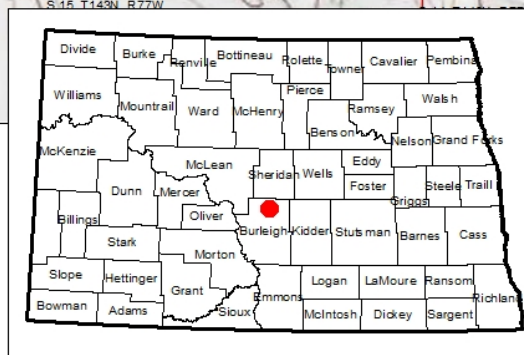 S 15 T143N R77W
Divide Burke Renville Bottineau Rolette Towner Cavalier Pembina
Williams Mountrail Ward McHenry Pierce Ramsey Walsh
Benson Nelson Grand Forks
McKenzie McLean Sheridan Wells Eddy
Foster Griggs Steele Traill
Dunn Mercer
Billings Oliver Burleigh Kidder Stutsman Barnes Cass
Stark Morton
Slope Hettinger Grant Emmons Logan LaMoure Ransom Richland
Bowman Adams Sioux McIntosh Dickey Sargent